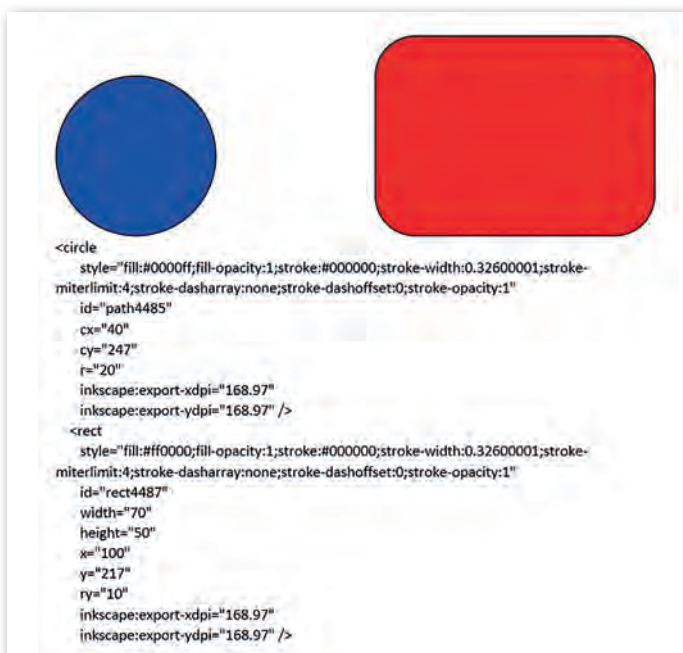 <circle
style="fill:#0000ff;fill-opacity:1;stroke:#000000;stroke-width:0.32600001;stroke-
miterlimit:4;stroke-dasharray:none;stroke-dashoffset:0;stroke-opacity:1"
id="path4485"
cx="40"
cy="247"
r="20"
inkscape:export-xdpi="168.97"
inkscape:export-ydpi="168.97" />
<rect
style="fill:#ff0000;fill-opacity:1;stroke:#000000;stroke-width:0.32600001;stroke-
miterlimit:4;stroke-dasharray:none;stroke-dashoffset:0;stroke-opacity:1"
id="rect4487"
width="70"
height="50"
x="100"
y="217"
ry="10"
inkscape:export-xdpi="168.97"
inkscape:export-ydpi="168.97" />